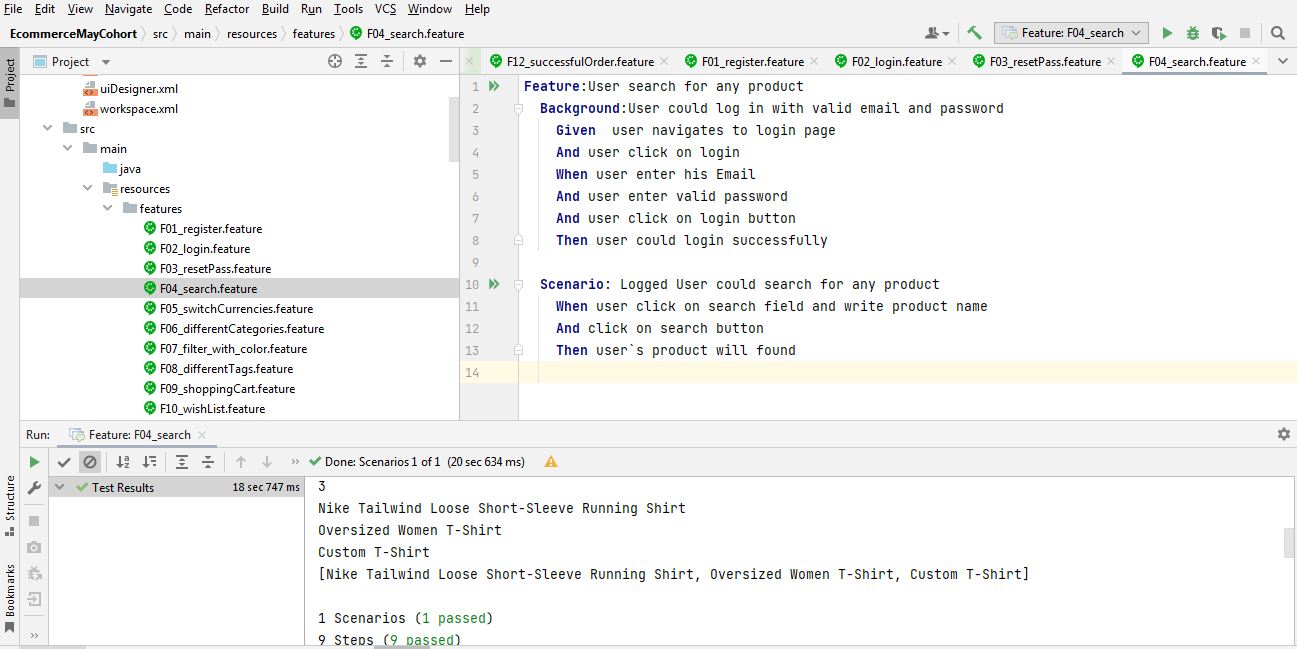 File Edit View Navigate Code Refactor Build Run Tools VCS Window Help
EcommerceMayCohort src main resources features F04_search.feature Feature: F04_search
Project F12_successfulOrder.feature F01_register.feature F02_login.feature F03_resetPass.feature F04_search.feature
Project
uiDesigner.xml
workspace.xml
src
main
java
resources
features
F01_register.feature
F02_login.feature
F03_resetPass.feature
F04_search.feature
F05_switchCurrencies.feature
F06_differentCategories.feature
F07_filter_with_color.feature
F08_differentTags.feature
F09_shoppingCart.feature
F10_wishList.feature
1 Feature:User search for any product
2 Background:User could log in with valid email and password
3 Given  user navigates to login page
4 And user click on login
5 When user enter his Email
6 And user enter valid password
7 And user click on login button
8 Then user could login successfully
9
10 Scenario: Logged User could search for any product
11 When user click on search field and write product name
12 And click on search button
13 Then user`s product will found
14
Run: Feature: F04_search
Done: Scenarios 1 of 1 (20 sec 634 ms)
Test Results 18 sec 747 ms
3
Nike Tailwind Loose Short-Sleeve Running Shirt
Oversized Women T-Shirt
Custom T-Shirt
[Nike Tailwind Loose Short-Sleeve Running Shirt, Oversized Women T-Shirt, Custom T-Shirt]
1 Scenarios (1 passed)
9 Steps (9 passed)
Structure
Bookmarks